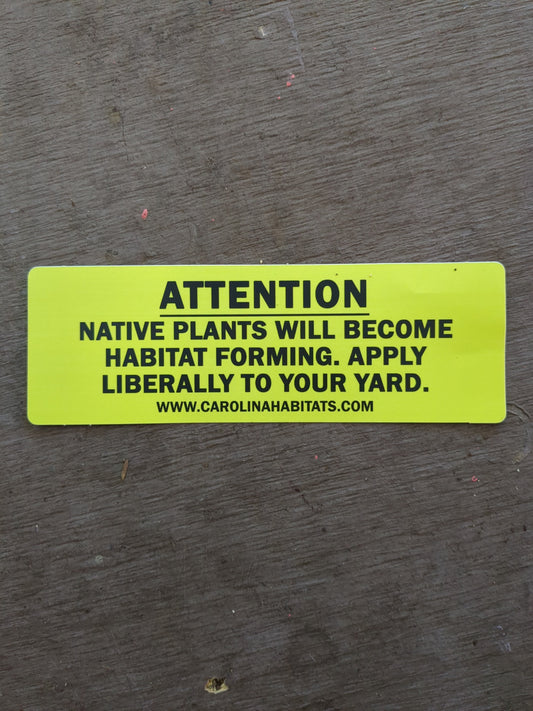 ATTENTION
NATIVE PLANTS WILL BECOME
HABITAT FORMING. APPLY
LIBERALLY TO YOUR YARD.
WWW.CAROLINAHABITATS.COM